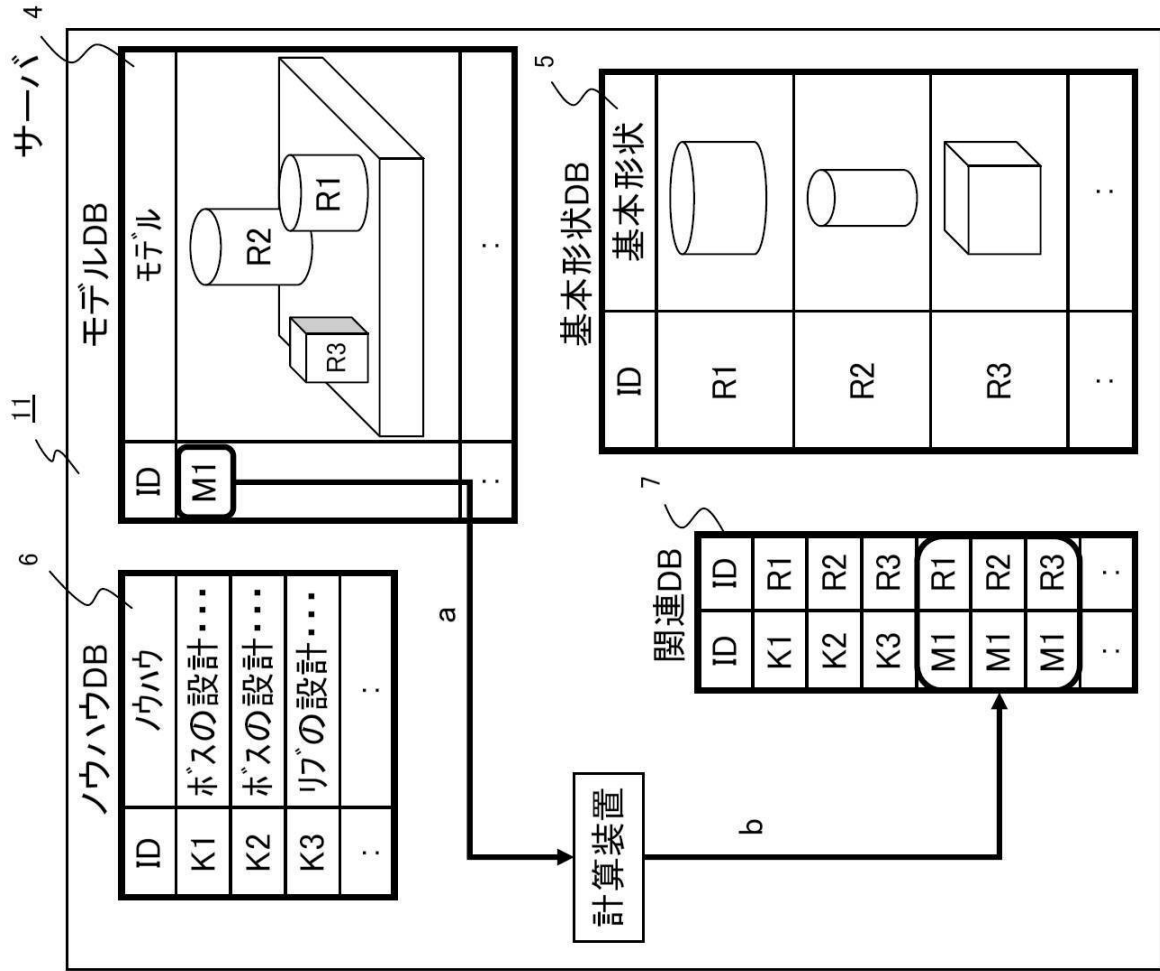 サーバ
11
ノウハウDB
6
ID ノウハウ
K1 ボスの設計・・・
K2 ボスの設計・・・
K3 リブの設計・・・
: :
モデルDB
4
ID モデル
M1
R3 R2 R1
: :
a
計算装置
b
関連DB
7
ID ID
K1 R1
K2 R2
K3 R3
M1 R1
M1 R2
M1 R3
: :
基本形状DB
5
ID 基本形状
R1
R2
R3
: :